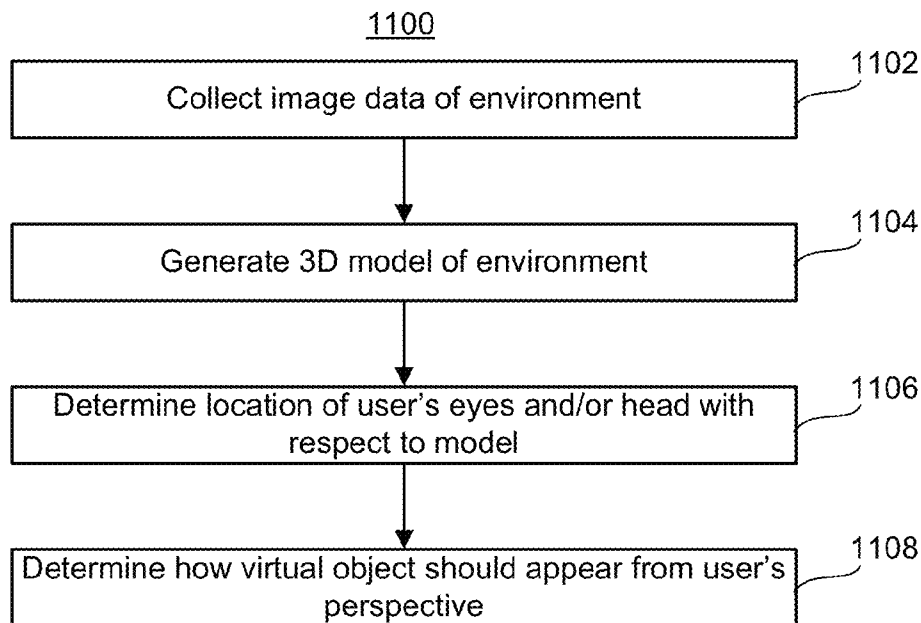 1100
1102
Collect image data of environment
1104
Generate 3D model of environment
1106
Determine location of user's eyes and/or head with
respect to model
1108
Determine how virtual object should appear from user's
perspective